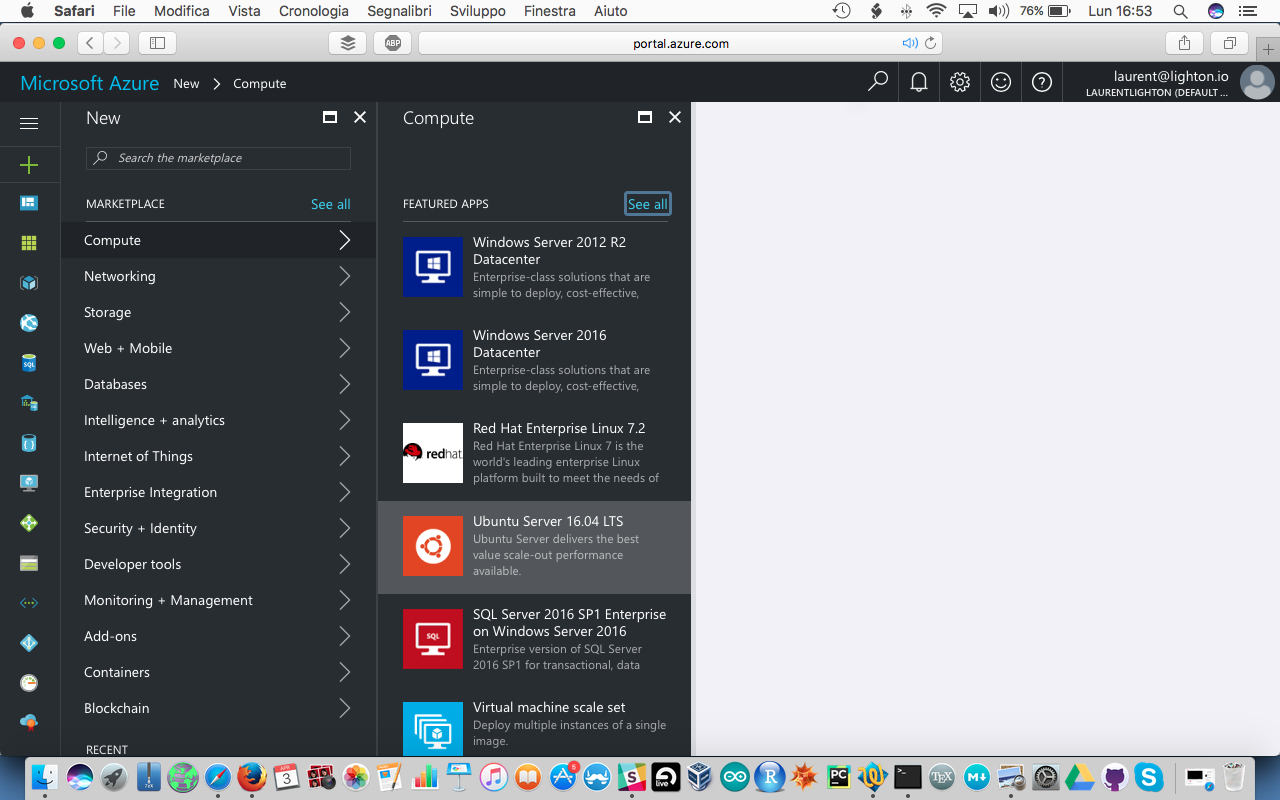 Safari File Modifica Vista Cronologia Segnalibri Sviluppo Finestra Aiuto 76% Lun 16:53
ABP portal.azure.com
Microsoft Azure New Compute laurent@lighton.io
LAURENTLIGHTON (DEFAULT ...
New
Search the marketplace
MARKETPLACE See all
Compute
Networking
Storage
Web + Mobile
Databases
Intelligence + analytics
Internet of Things
Enterprise Integration
Security + Identity
Developer tools
Monitoring + Management
Add-ons
Containers
Blockchain
RECENT
SQL
Compute
FEATURED APPS See all
Windows Server 2012 R2
Datacenter
Enterprise-class solutions that are
simple to deploy, cost-effective,
Windows Server 2016
Datacenter
Enterprise-class solutions that are
simple to deploy, cost-effective,
redhat.
Red Hat Enterprise Linux 7.2
Red Hat Enterprise Linux 7 is the
world's leading enterprise Linux
platform built to meet the needs of
Ubuntu Server 16.04 LTS
Ubuntu Server delivers the best
value scale-out performance
available.
SQL
SQL Server 2016 SP1 Enterprise
on Windows Server 2016
Enterprise version of SQL Server
2016 SP1 for transactional, data
Virtual machine scale set
Deploy multiple instances of a single
image.
APR 3 5 live R PC TEX M